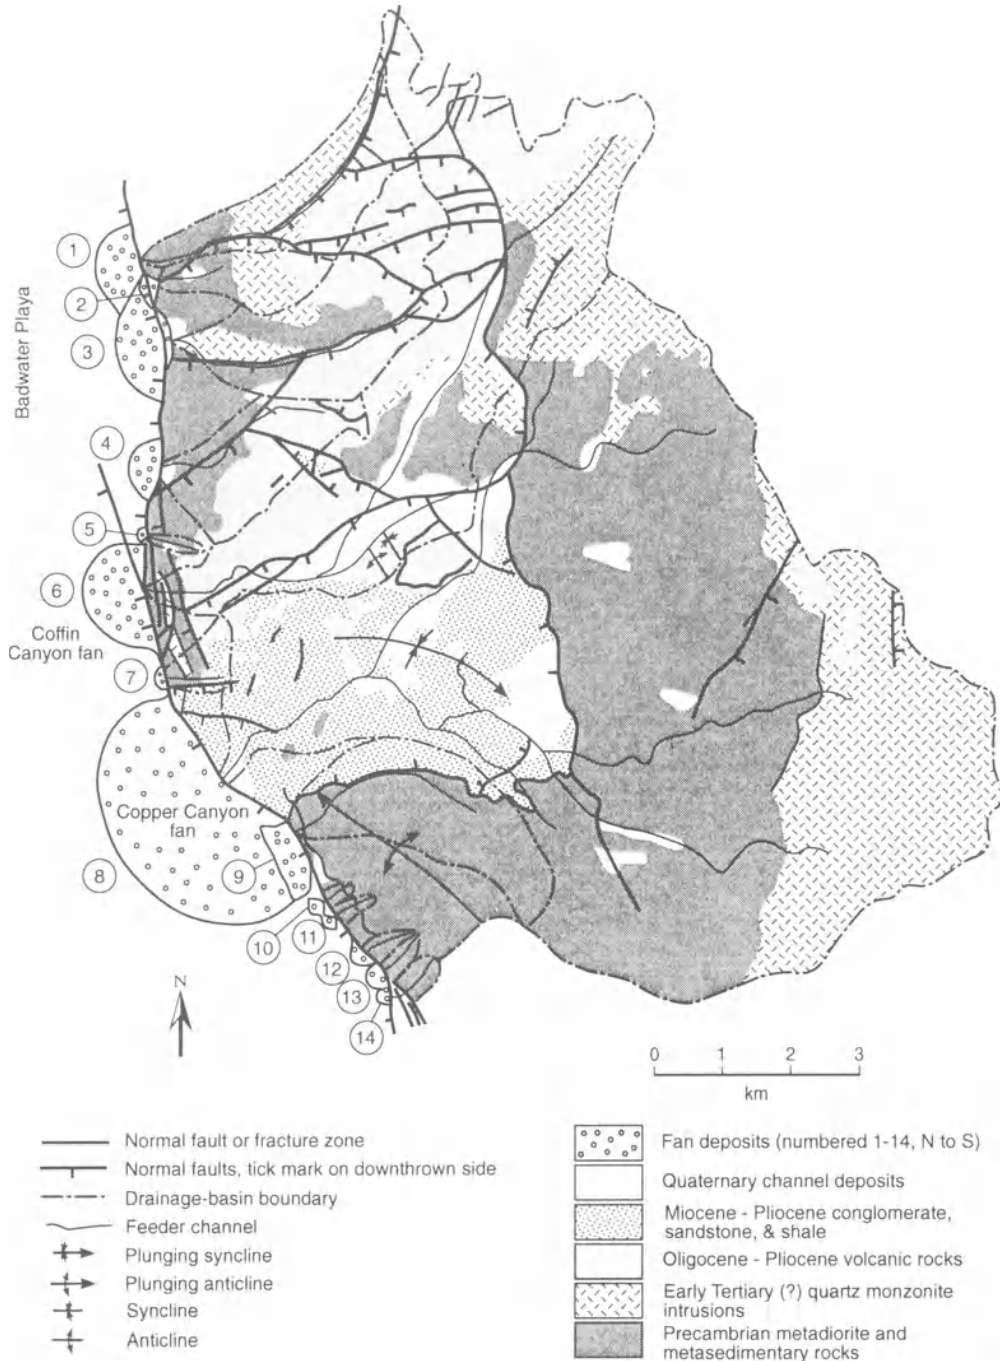 1
2
3
Badwater Playa
4
5
6
Coffin
Canyon fan
7
Copper Canyon
fan
8
9
10
11
12
13
14
N
0 1 2 3
km
Normal fault or fracture zone
Normal faults, tick mark on downthrown side
Drainage-basin boundary
Feeder channel
Plunging syncline
Plunging anticline
Syncline
Anticline
Fan deposits (numbered 1-14, N to S)
Quaternary channel deposits
Miocene - Pliocene conglomerate,
sandstone, & shale
Oligocene - Pliocene volcanic rocks
Early Tertiary (?) quartz monzonite
intrusions
Precambrian metadiorite and
metasedimentary rocks